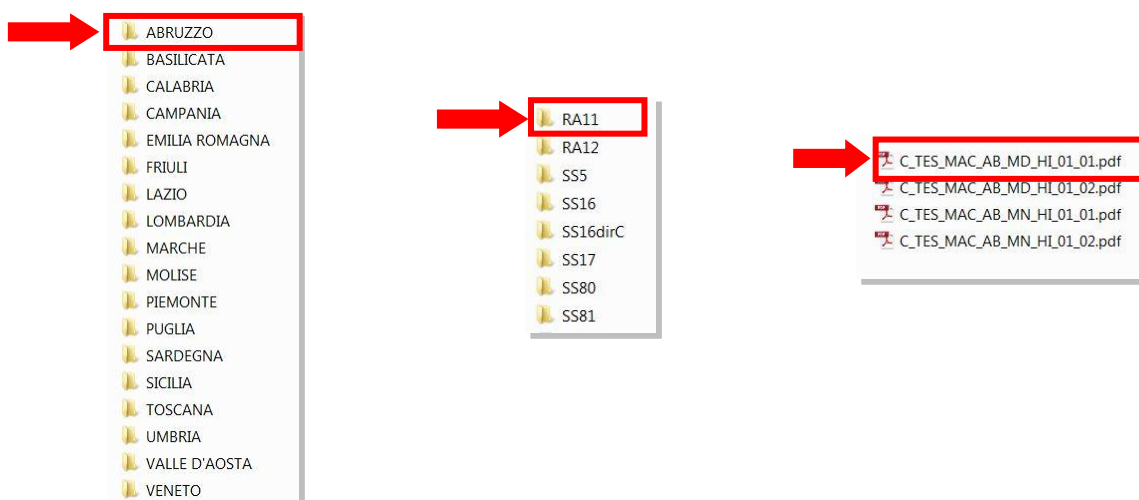 ABRUZZO
BASILICATA
CALABRIA
CAMPANIA
EMILIA ROMAGNA
FRIULI
LAZIO
LOMBARDIA
MARCHE
MOLISE
PIEMONTE
PUGLIA
SARDEGNA
SICILIA
TOSCANA
UMBRIA
VALLE D'AOSTA
VENETO
RA11
RA12
SS5
SS16
SS16dirC
SS17
SS80
SS81
C_TES_MAC_AB_MD_HI_01_01.pdf
C_TES_MAC_AB_MD_HI_01_02.pdf
C_TES_MAC_AB_MN_HI_01_01.pdf
C_TES_MAC_AB_MN_HI_01_02.pdf